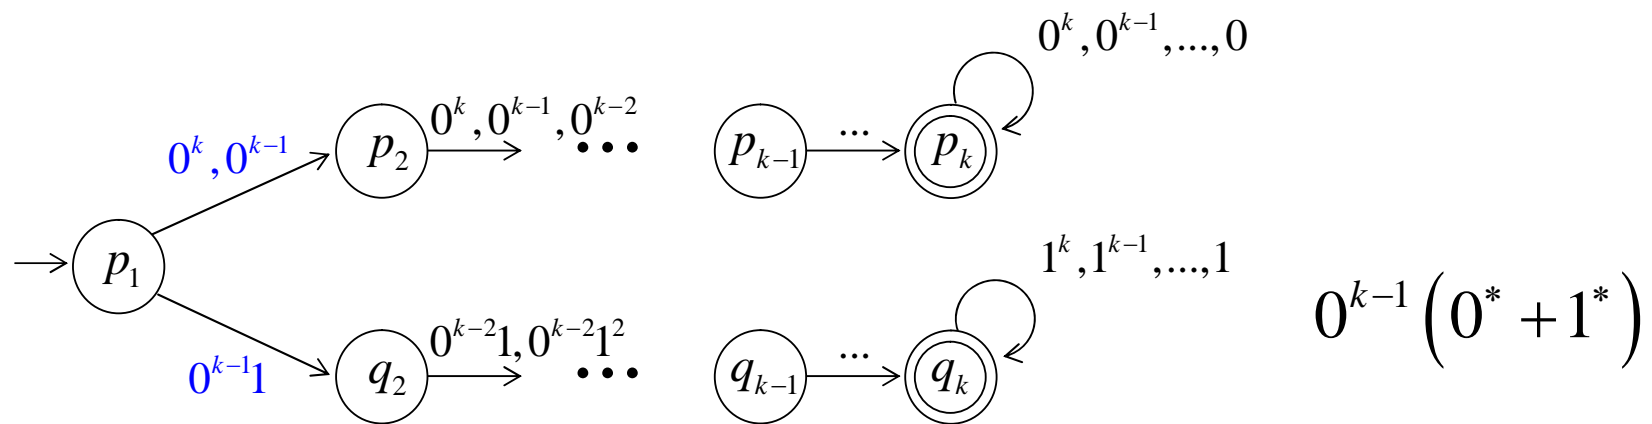 0^k, 0^{k-1}, ..., 0
0^k, 0^{k-1}
p_2
0^k, 0^{k-1}, 0^{k-2}
•••
p_{k-1}
...
p_k
p_1
1^k, 1^{k-1}, ..., 1
0^{k-1}1
q_2
0^{k-2}1, 0^{k-2}1^2
•••
q_{k-1}
...
q_k
0^{k-1}(0^* + 1^*)